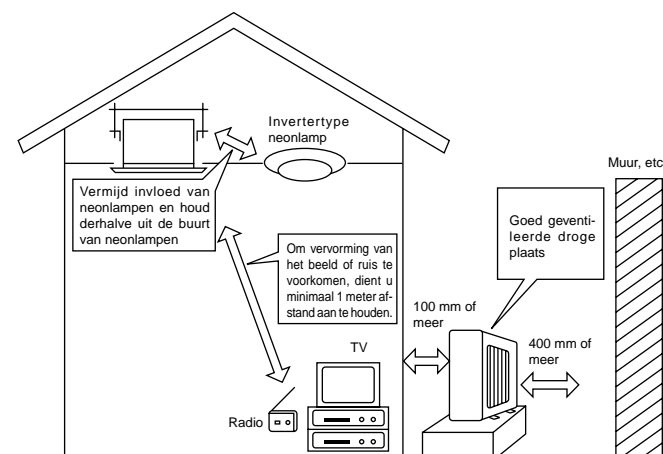 Invertertype
neonlamp
Muur, etc
Vermijd invloed van
neonlampen en houd
derhalve uit de buurt
van neonlampen
Goed geventi-
leerde droge
plaats
Om vervorming van
het beeld of ruis te
voorkomen, dient u
minimaal 1 meter af-
stand aan te houden.
100 mm of
meer
400 mm of
meer
TV
Radio